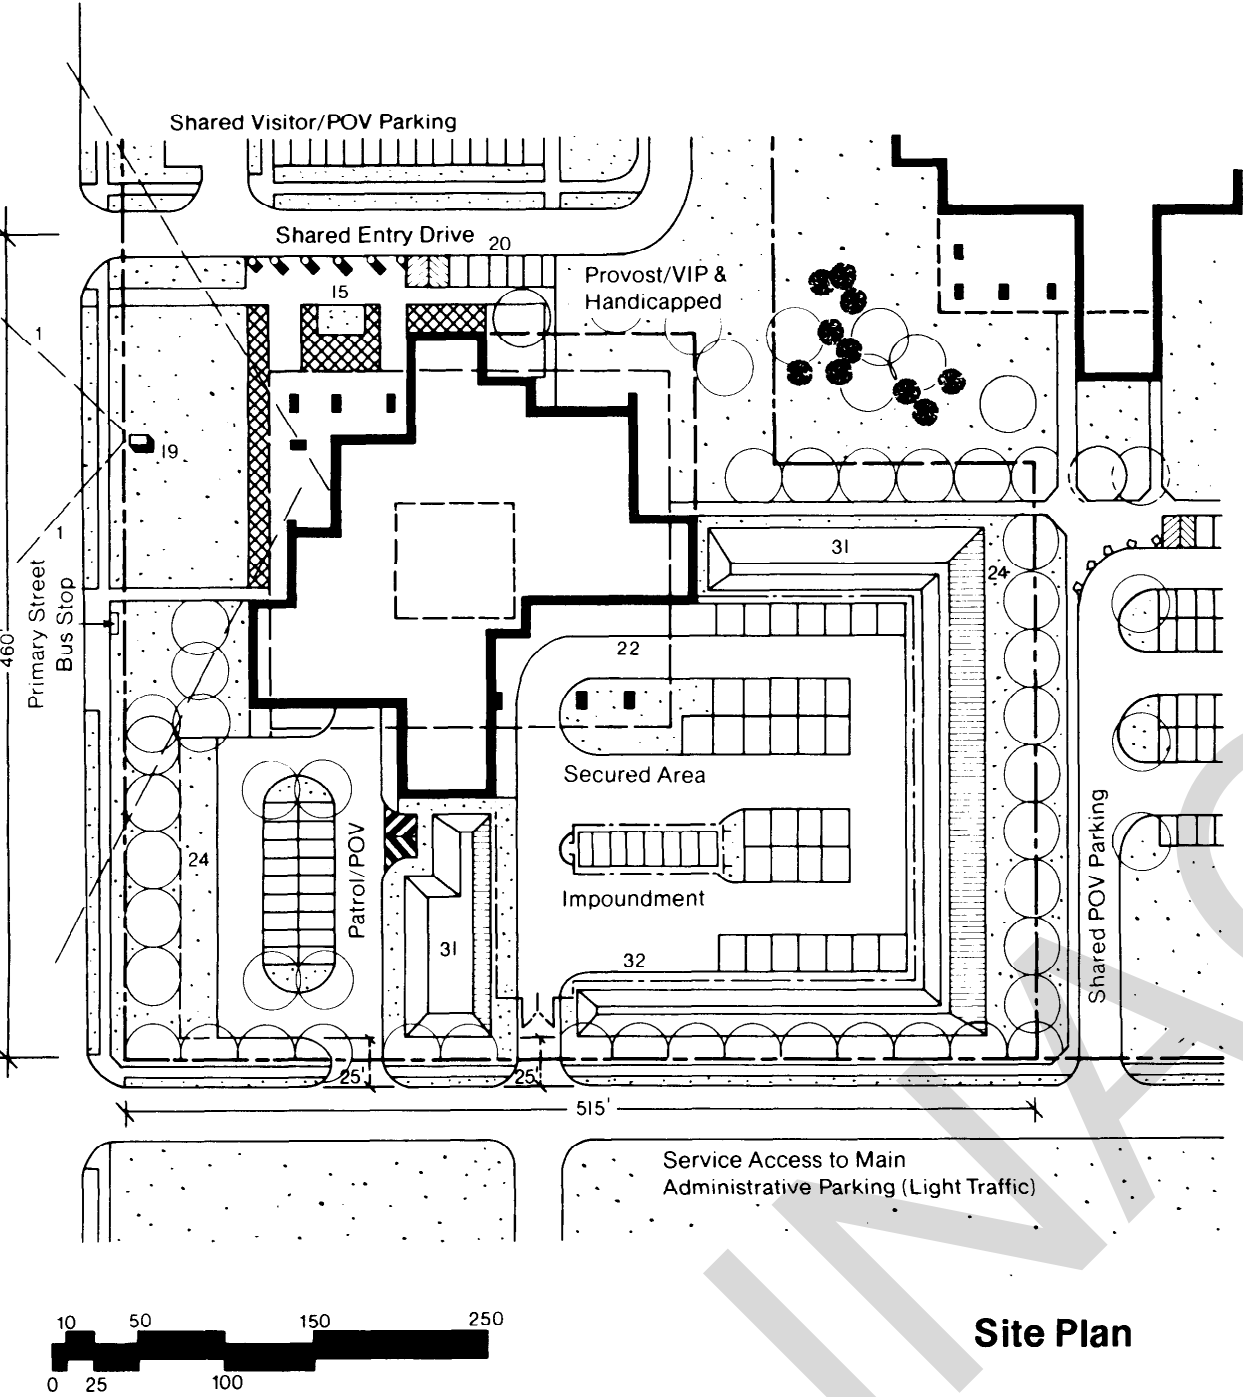 Shared Visitor/POV Parking
Shared Entry Drive
20
Provost/VIP &
Handicapped
15
1
19
1
31
24
Primary Street
Bus Stop
460'
22
Secured Area
24
Patrol/POV
Impoundment
31
32
Shared POV Parking
25'
25'
515'
Service Access to Main
Administrative Parking (Light Traffic)
10 50 150 250
0 25 100
Site Plan
INAC